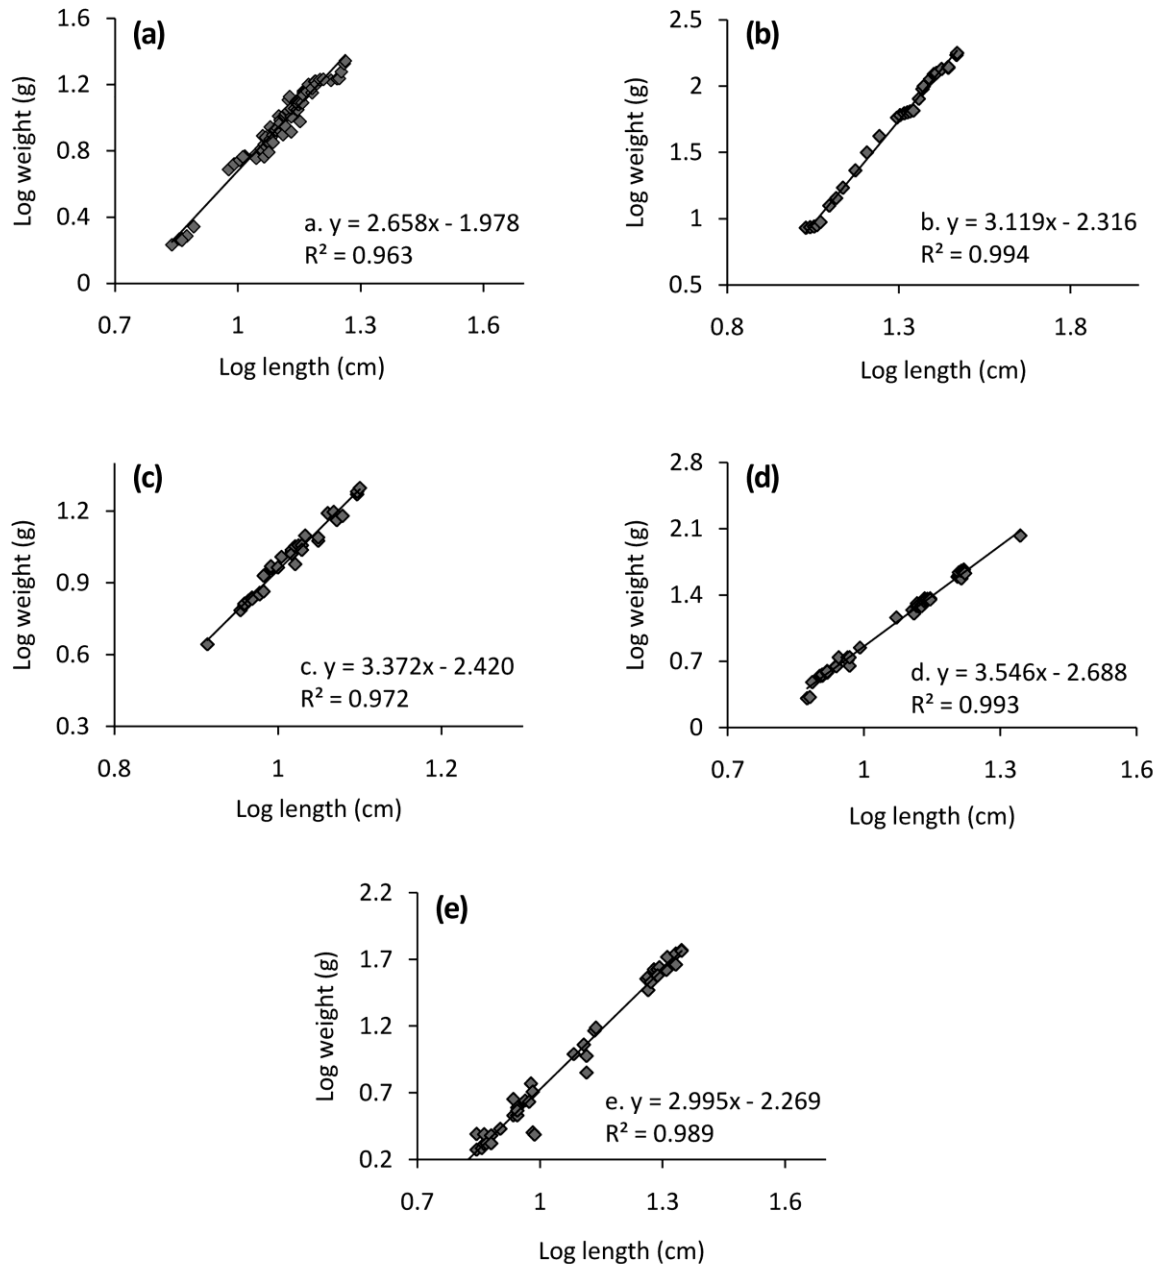 (a)
Log weight (g)
1.6
1.2
0.8
0.4
0
0.7 1 1.3 1.6
Log length (cm)
a. y = 2.658x - 1.978
R² = 0.963
(b)
Log weight (g)
2.5
2
1.5
1
0.5
0.8 1.3 1.8
Log length (cm)
b. y = 3.119x - 2.316
R² = 0.994
(c)
Log weight (g)
1.2
0.9
0.6
0.3
0.8 1 1.2
Log length (cm)
c. y = 3.372x - 2.420
R² = 0.972
(d)
Log weight (g)
2.8
2.1
1.4
0.7
0
0.7 1 1.3 1.6
Log length (cm)
d. y = 3.546x - 2.688
R² = 0.993
(e)
Log weight (g)
2.2
1.7
1.2
0.7
0.2
0.7 1 1.3 1.6
Log length (cm)
e. y = 2.995x - 2.269
R² = 0.989